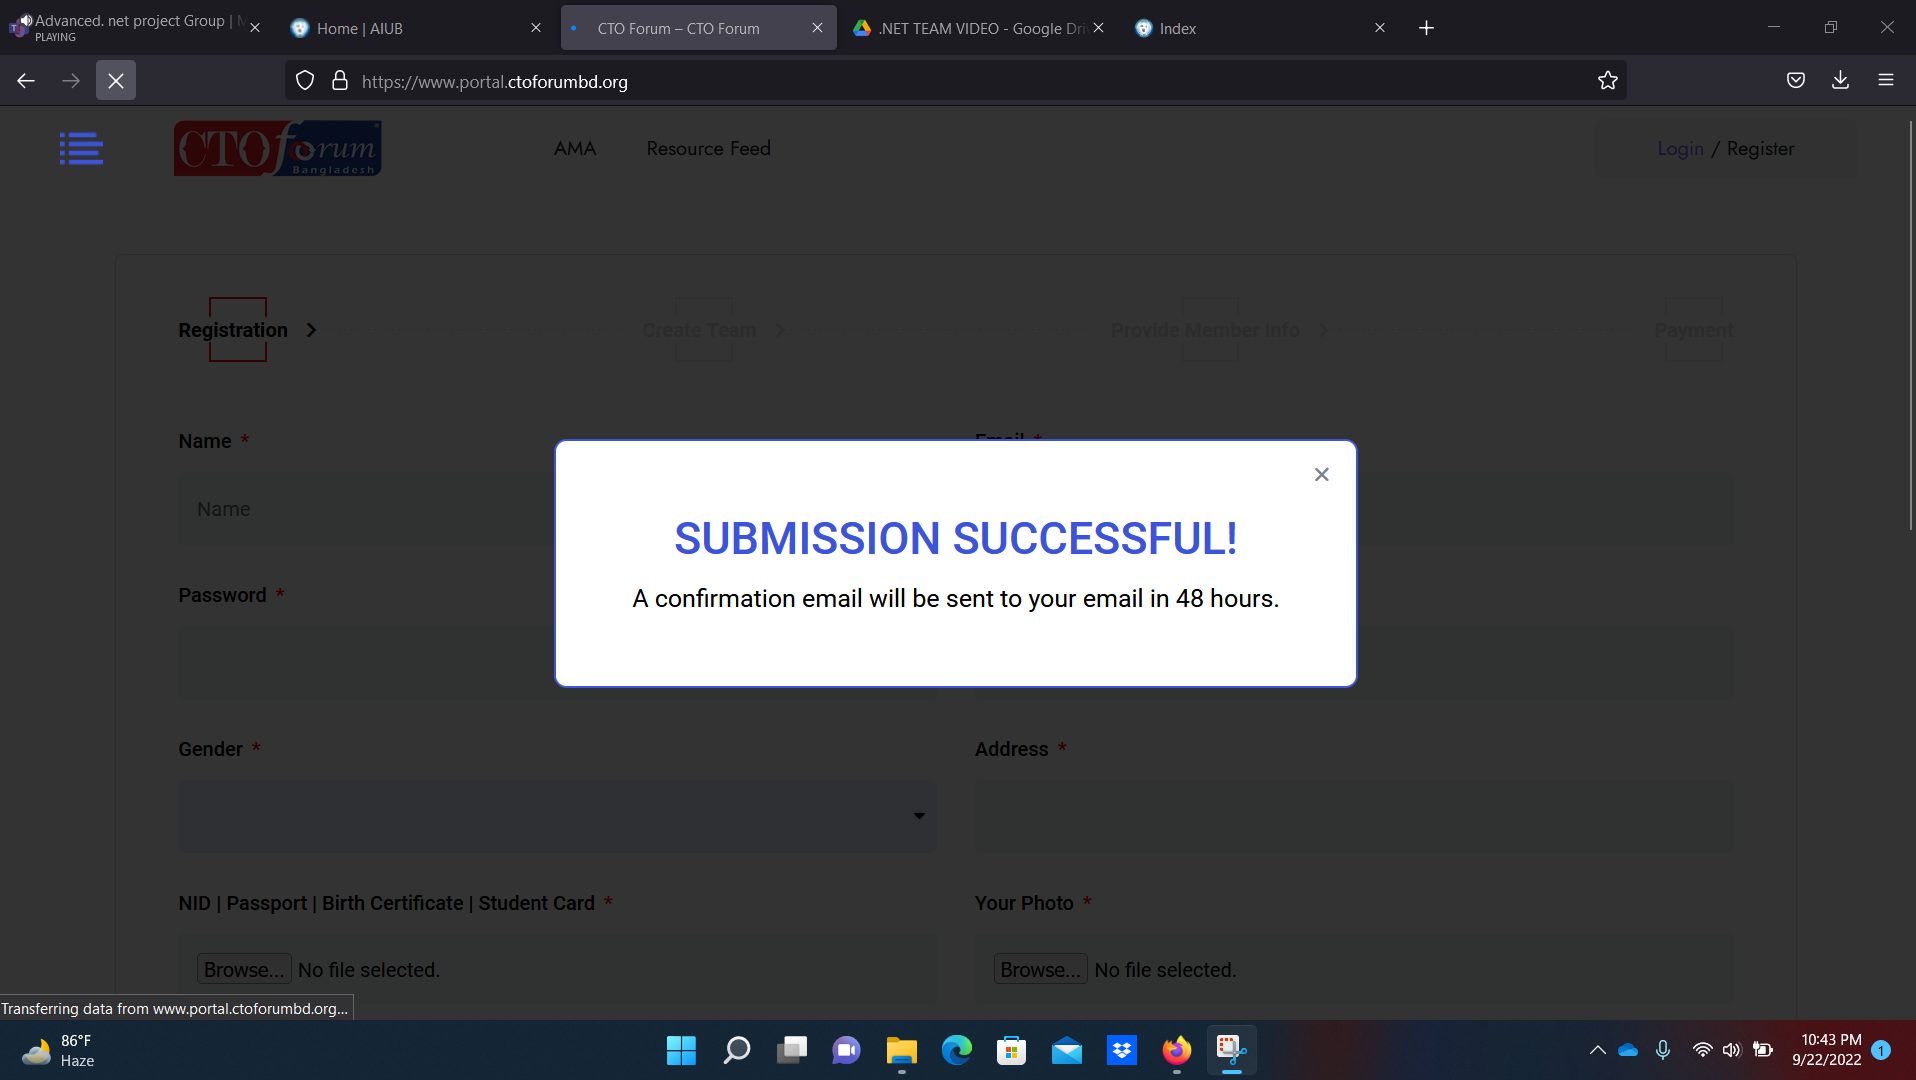 Advanced. net project Group | M
PLAYING
Home | AIUB
CTO Forum – CTO Forum
.NET TEAM VIDEO - Google Dri
Index
https://www.portal.ctoforumbd.org
CTO forum
Bangladesh
AMA
Resource Feed
Login / Register
Registration
Create Team
Provide Member Info
Payment
Name *
Email *
Name
SUBMISSION SUCCESSFUL!
A confirmation email will be sent to your email in 48 hours.
Password *
Gender *
Address *
NID | Passport | Birth Certificate | Student Card *
Your Photo *
Browse... No file selected.
Browse... No file selected.
Transferring data from www.portal.ctoforumbd.org...
86°F
Haze
10:43 PM
9/22/2022
1